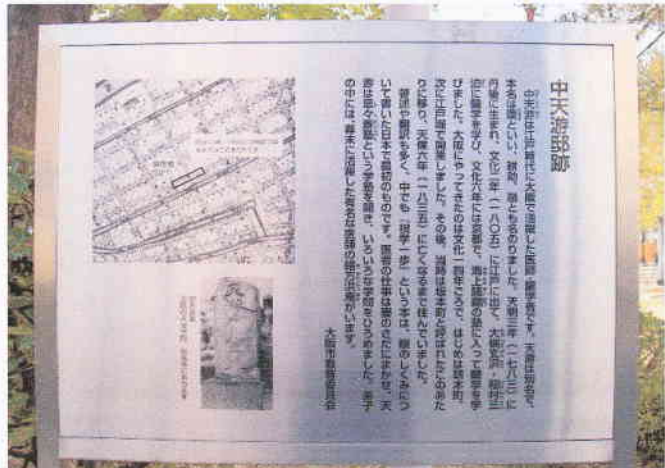 中天游邸跡
中天游は江戸時代に大阪で活躍した医師・蘭学者です。天游は別名で、
本名は環といい、耕助、環とも名のりました。天明三年（一七八三）に
丹後に生まれ、文化二年（一八〇五）に江戸に出て、大槻玄沢・稲村三
泊に蘭学を学び、文化六年には京都で、海上随鷗の塾に入って蘭学を学
びました。大阪にやってきたのは文化一四年ごろで、はじめは
次に江戸堀で開業しました。その後、当時は坂本町と呼ばれたこのあた
りに移り、天保六年（一八三五）に亡くなるまで住んでいました。
著述や翻訳も多く、中でも「視学一歩」という本は、眼のしくみにつ
いて書いた日本で最初のものです。医者の仕事は妻のさだにまかせ、天
游は思々斎塾という学塾を開き、いろいろな学問をひろめました。弟子
の中には、幕末に活躍した有名な医師の緒方洪庵がいます。
大阪市教育委員会